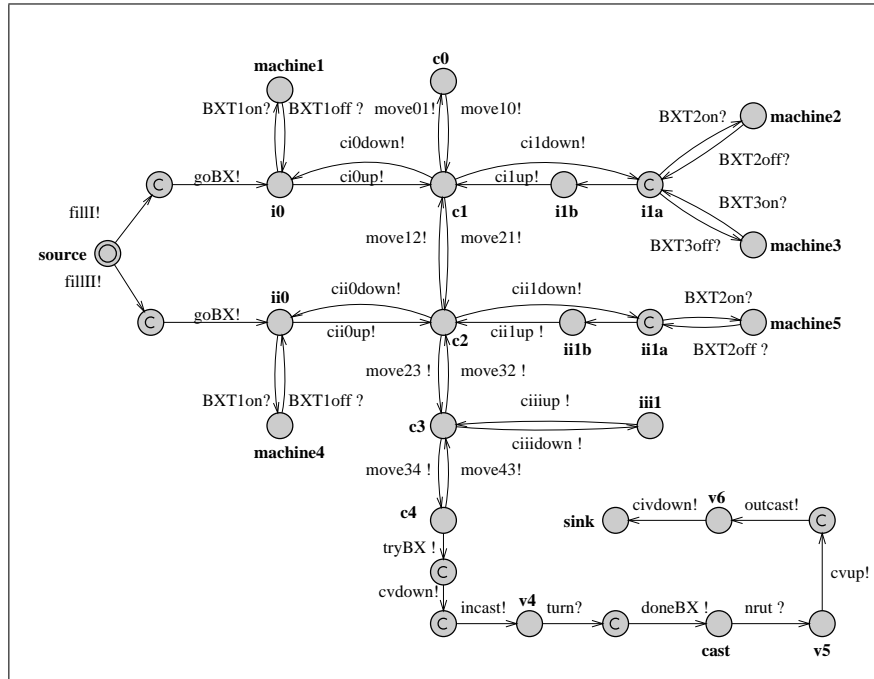 machine1
c0
BXT1on?
BXT1off ?
move01!
move10!
BXT2on?
machine2
ci0down!
ci1down!
BXT2off?
C
goBX!
ci0up!
ci1up!
C
BXT3on?
i0
c1
i1b
i1a
fillI!
BXT3off?
machine3
source
move12!
move21!
fillII!
ii0
cii0down!
cii1down!
BXT2on?
C
goBX!
cii0up!
cii1up !
C
machine5
c2
ii1b
ii1a
BXT2off ?
move23 !
move32 !
BXT1on?
BXT1off ?
ciiiup !
iii1
c3
ciiidown !
machine4
move34 !
move43!
c4
v6
sink
civdown!
outcast!
C
tryBX !
C
cvup!
cvdown!
C
incast!
v4
turn?
C
doneBX !
nrut ?
cast
v5